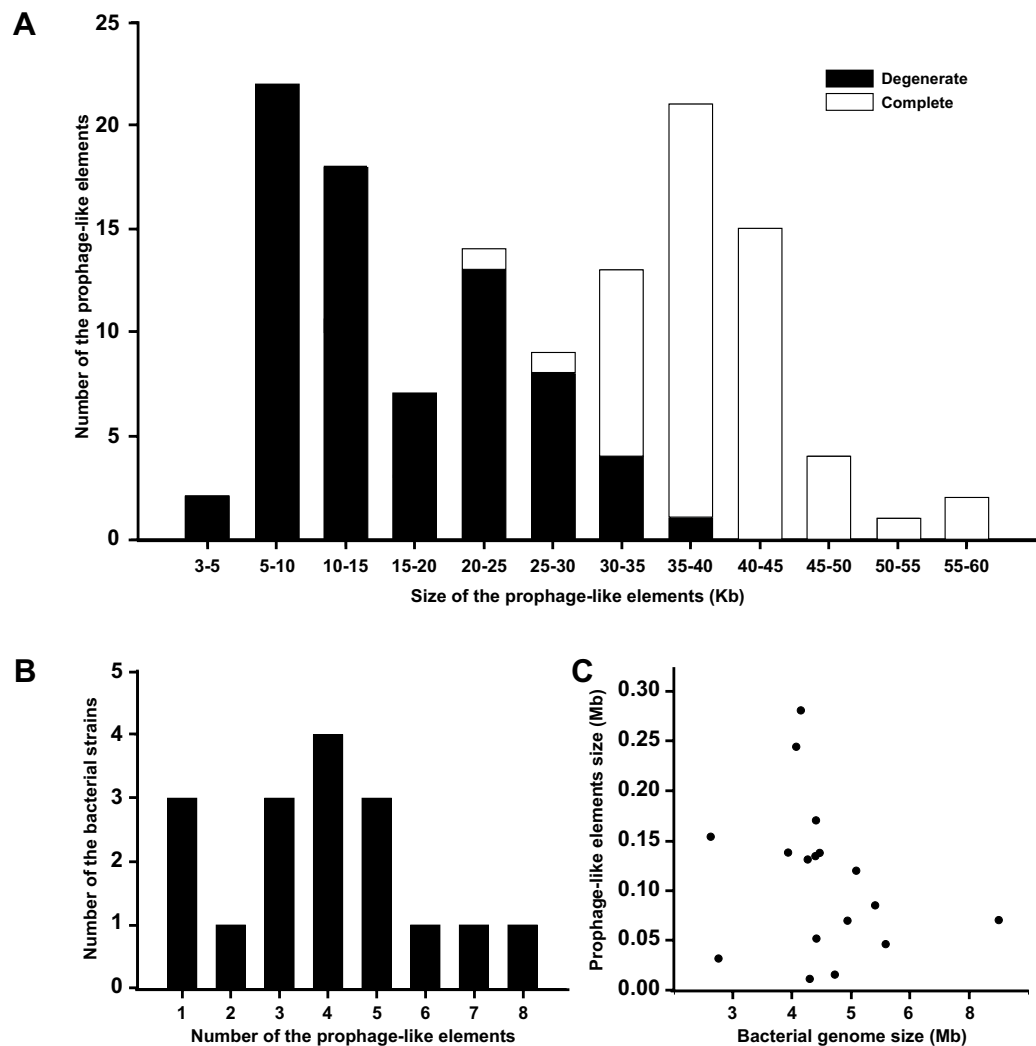 A
25
20
15
10
5
0
Number of the prophage-like elements
Degenerate
Complete
3-5 5-10 10-15 15-20 20-25 25-30 30-35 35-40 40-45 45-50 50-55 55-60
Size of the prophage-like elements (Kb)
B
5
4
3
2
1
0
Number of the bacterial strains
1 2 3 4 5 6 7 8
Number of the prophage-like elements
C
0.30
0.25
0.20
0.15
0.10
0.05
0.00
Prophage-like elements size (Mb)
3 4 5 6 8
Bacterial genome size (Mb)